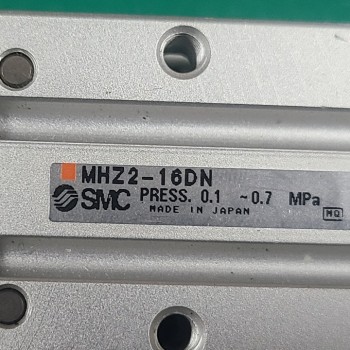 MHZ2-16DN
SMC PRESS. 0.1 ~0.7 MPa
MADE IN JAPAN MQ